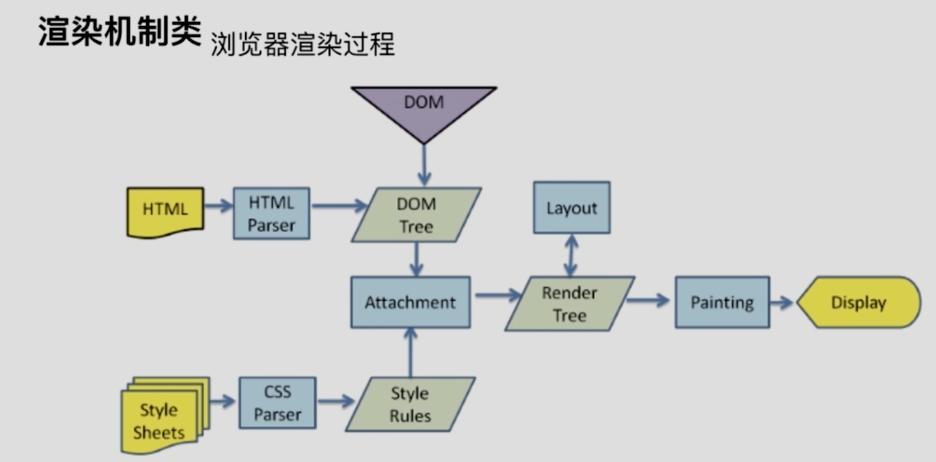 渲染机制类 浏览器渲染过程
DOM
HTML
HTML
Parser
DOM
Tree
Layout
Attachment
Render
Tree
Painting
Display
Style
Sheets
CSS
Parser
Style
Rules